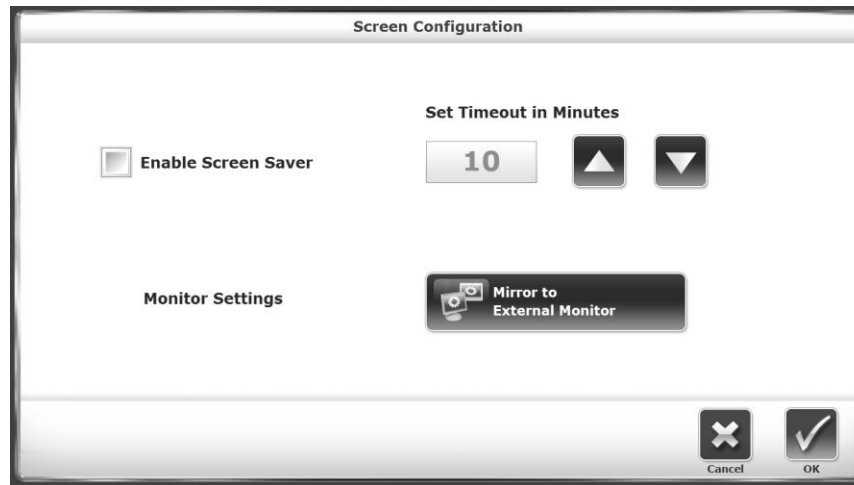 Screen Configuration
Set Timeout in Minutes
Enable Screen Saver
10
Monitor Settings
Mirror to
External Monitor
Cancel
OK